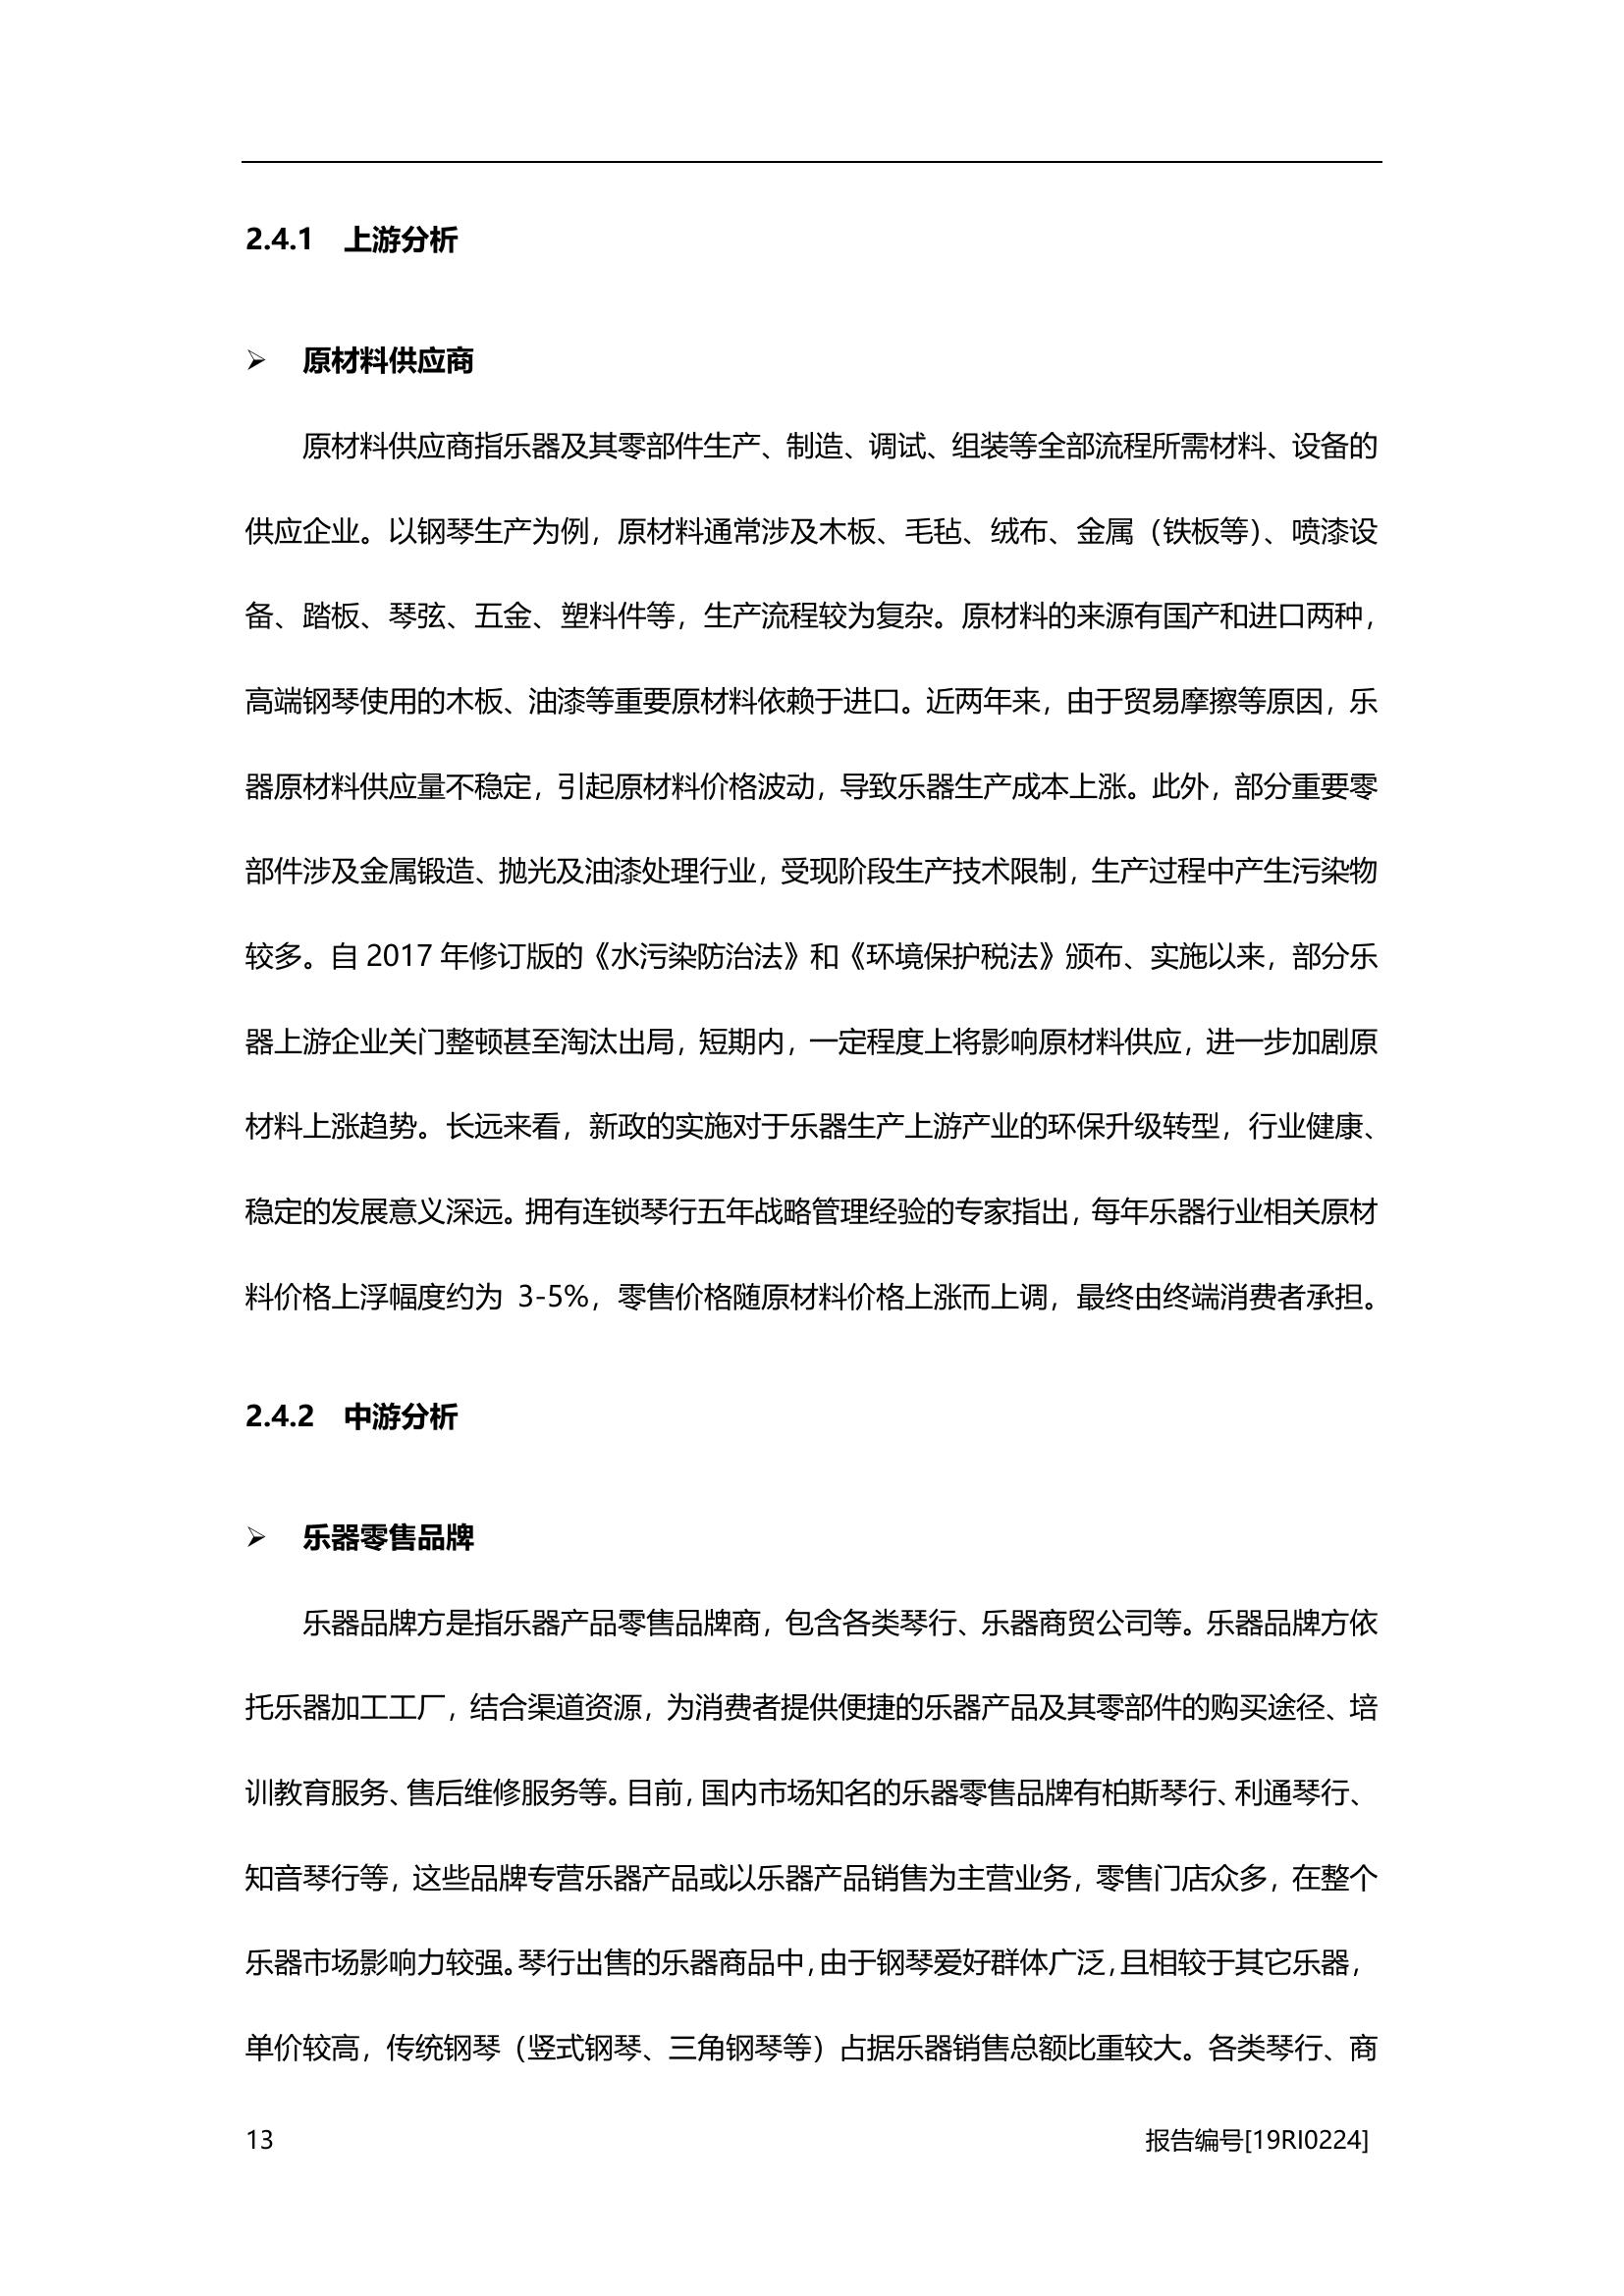 2.4.1 上游分析
➢ 原材料供应商
原材料供应商指乐器及其零部件生产、制造、调试、组装等全部流程所需材料、设备的
供应企业。以钢琴生产为例，原材料通常涉及木板、毛毡、绒布、金属（铁板等）、喷漆设
备、踏板、琴弦、五金、塑料件等，生产流程较为复杂。原材料的来源有国产和进口两种，
高端钢琴使用的木板、油漆等重要原材料依赖于进口。近两年来，由于贸易摩擦等原因，乐
器原材料供应量不稳定，引起原材料价格波动，导致乐器生产成本上涨。此外，部分重要零
部件涉及金属锻造、抛光及油漆处理行业，受现阶段生产技术限制，生产过程中产生污染物
较多。自 2017 年修订版的《水污染防治法》和《环境保护税法》颁布、实施以来，部分乐
器上游企业关门整顿甚至淘汰出局，短期内，一定程度上将影响原材料供应，进一步加剧原
材料上涨趋势。长远来看，新政的实施对于乐器生产上游产业的环保升级转型，行业健康、
稳定的发展意义深远。拥有连锁琴行五年战略管理经验的专家指出，每年乐器行业相关原材
料价格上浮幅度约为 3-5%，零售价格随原材料价格上涨而上调，最终由终端消费者承担。
2.4.2 中游分析
➢ 乐器零售品牌
乐器品牌方是指乐器产品零售品牌商，包含各类琴行、乐器商贸公司等。乐器品牌方依
托乐器加工工厂，结合渠道资源，为消费者提供便捷的乐器产品及其零部件的购买途径、培
训教育服务、售后维修服务等。目前，国内市场知名的乐器零售品牌有柏斯琴行、利通琴行、
知音琴行等，这些品牌专营乐器产品或以乐器产品销售为主营业务，零售门店众多，在整个
乐器市场影响力较强。琴行出售的乐器商品中，由于钢琴爱好群体广泛，且相较于其它乐器，
单价较高，传统钢琴（竖式钢琴、三角钢琴等）占据乐器销售总额比重较大。各类琴行、商
13 报告编号[19RI0224]